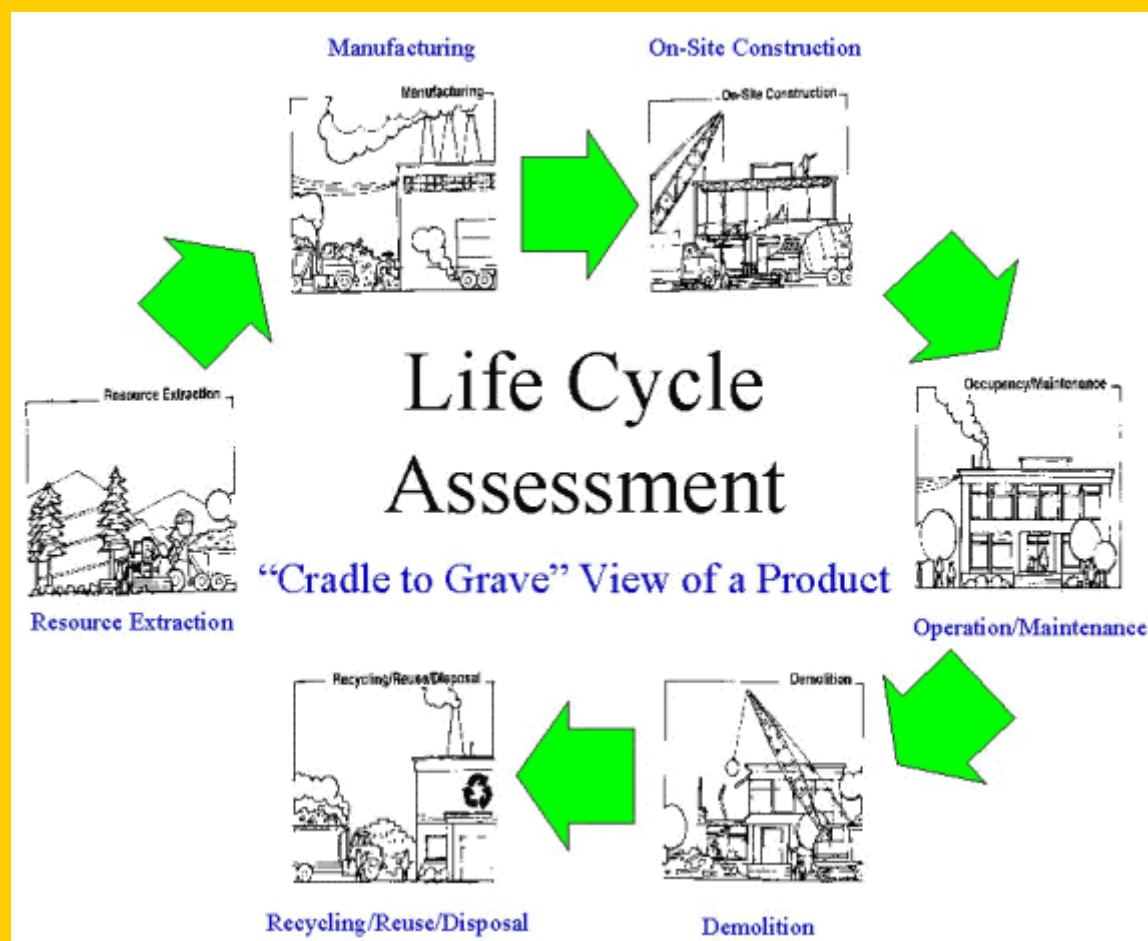 Manufacturing
On-Site Construction
Manufacturing
On-Site Construction
Resource Extraction
Life Cycle
Assessment
Occupency/Maintenance
"Cradle to Grave" View of a Product
Resource Extraction
Operation/Maintenance
Recycling/Reuse/Disposal
Demolition
Recycling/Reuse/Disposal
Demolition